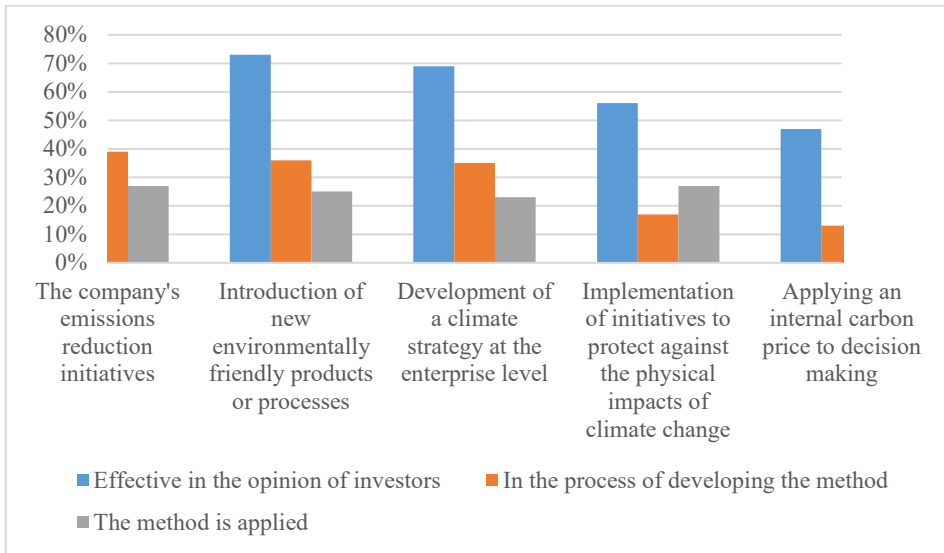 80%
70%
60%
50%
40%
30%
20%
10%
0%
The company's
emissions
reduction
initiatives
Introduction of
new
environmentally
friendly products
or processes
Development of
a climate
strategy at the
enterprise level
Implementation
of initiatives to
protect against
the physical
impacts of
climate change
Applying an
internal carbon
price to decision
making
Effective in the opinion of investors
In the process of developing the method
The method is applied